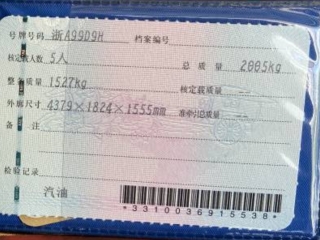 号牌号码 浙A99D9H 档案编号
核定载人数 5人 总质量 2005kg
整备质量 1527kg 核定载质量 --
外廓尺寸 4379×1824×1555mm 准牵引总质量 --
备注
检验记录
汽油
*3310036915538*